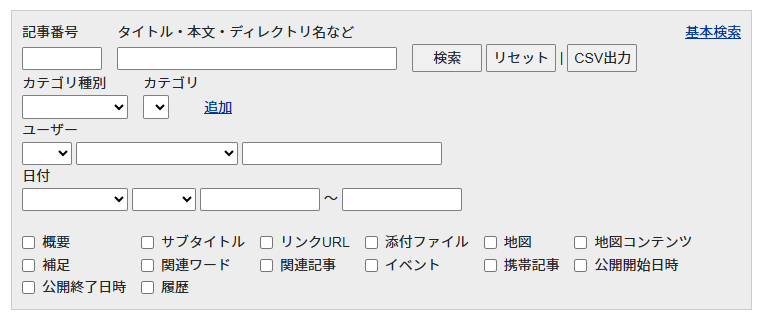 記事番号 タイトル・本文・ディレクトリ名など 基本検索
検索 リセット | CSV出力
カテゴリ種別 カテゴリ
追加
ユーザー
日付
～
概要 サブタイトル リンクURL 添付ファイル 地図 地図コンテンツ
補足 関連ワード 関連記事 イベント 携帯記事 公開開始日時
公開終了日時 履歴